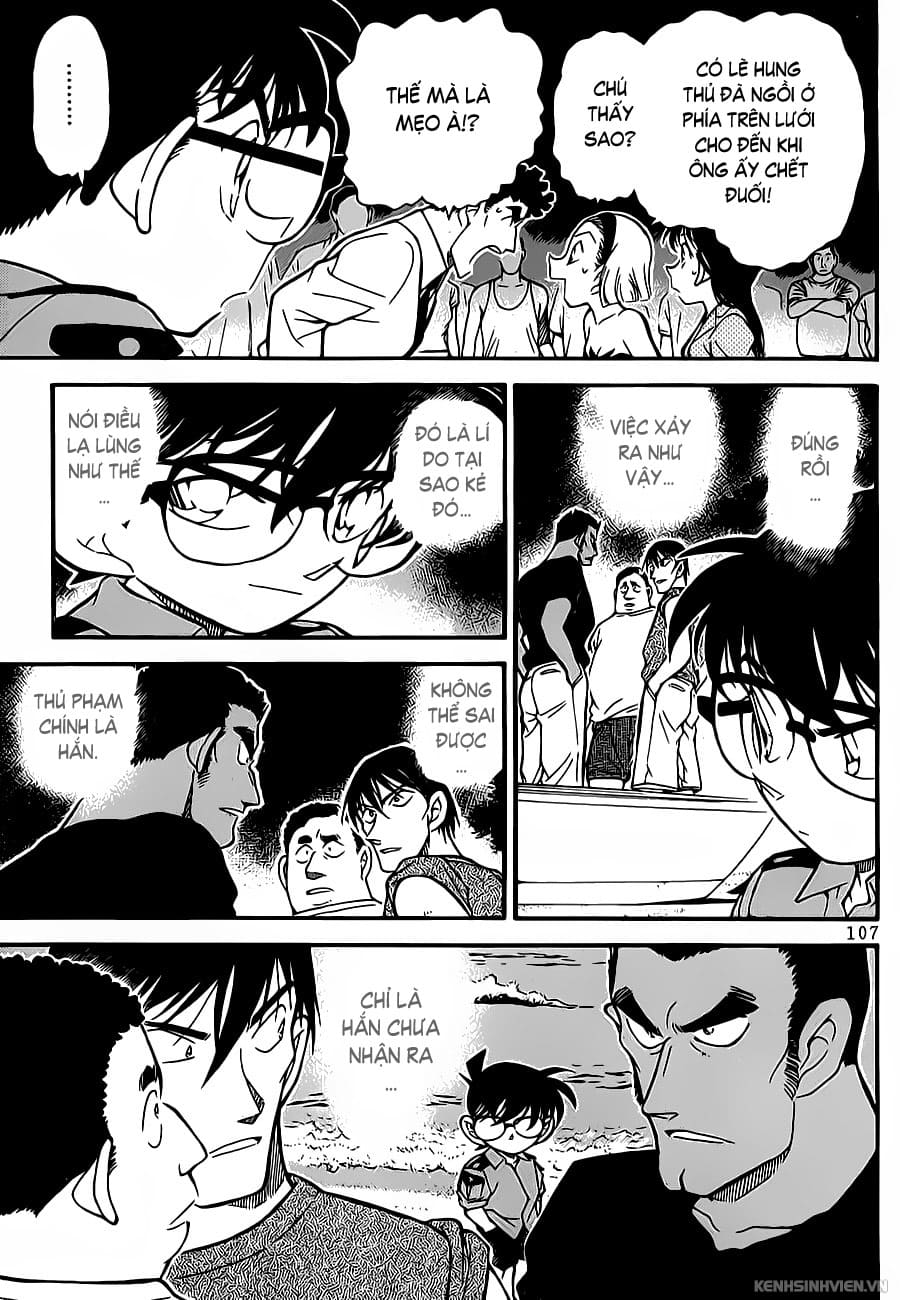 CÓ LẼ HUNG
THỦ ĐÃ NGỒI Ở
PHÍA TRÊN LƯỚI
CHO ĐẾN KHI
ÔNG ẤY CHẾT
ĐUỐI!
CHÚ
THẤY
SAO?
THẾ MÀ LÀ
MẸO À!?
.........
ĐÚNG
RỒI
...
VIỆC XẢY
RA NHƯ
VẬY...
ĐÓ LÀ LÍ
DO TẠI
SAO KẺ
ĐÓ...
NÓI ĐIỀU
LẠ LÙNG
NHƯ THẾ
...
KHÔNG
THỂ SAI
ĐƯỢC
...
THỦ PHẠM
CHÍNH LÀ
HẮN.
107
CHỈ LÀ
HẮN CHƯA
NHẬN RA
...
KENHSINHVIEN.VN